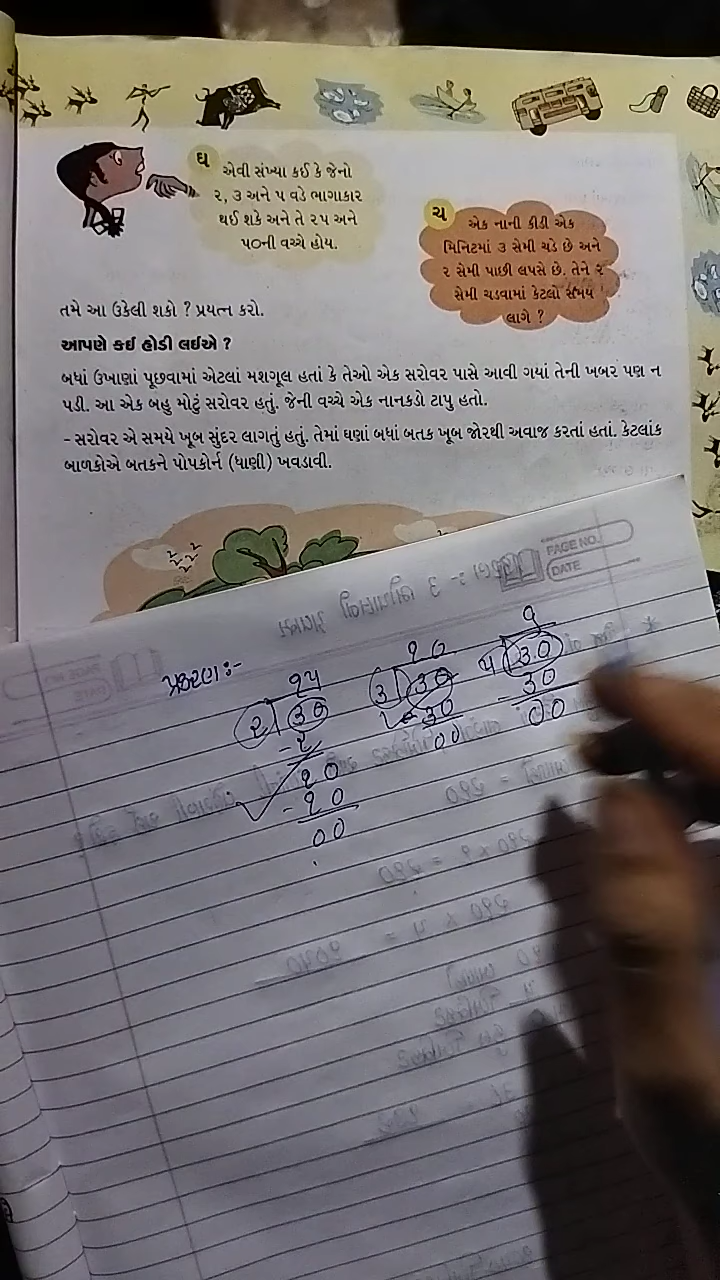 ઘ
એવી સંખ્યા કઈ કે જેનો
૨, ૩ અને ૫ વડે ભાગાકાર
થઈ શકે અને તે ૨૫ અને
૫૦ની વચ્ચે હોય.
ચ
એક નાની કીડી એક
મિનિટમાં ૩ સેમી ચડે છે અને
૨ સેમી પાછી લપસે છે. તેને ૨
સેમી ચડવામાં કેટલો સમય
લાગે ?
તમે આ ઉકેલી શકો ? પ્રયત્ન કરો.
આપણે કઈ હોડી લઈએ ?
બધાં ઉખાણાં પૂછવામાં એટલાં મશગૂલ હતાં કે તેઓ એક સરોવર પાસે આવી ગયાં તેની ખબર પણ ન
પડી. આ એક બહુ મોટું સરોવર હતું. જેની વચ્ચે એક નાનકડો ટાપુ હતો.
- સરોવર એ સમયે ખૂબ સુંદર લાગતું હતું. તેમાં ઘણાં બધાં બતક ખૂબ જોરથી અવાજ કરતાં હતાં. કેટલાંક
બાળકોએ બતકને પોપકોર્ન (ધાણી) ખવડાવી.
PAGE NO.
DATE
૧૫
૨ ૩૦
- ૨
૧૦
- ૧૦
૦૦
૧૦
૩ ૩૦
૩૦
૦૦
૫ ૩૦
- ૩૦
૦૦